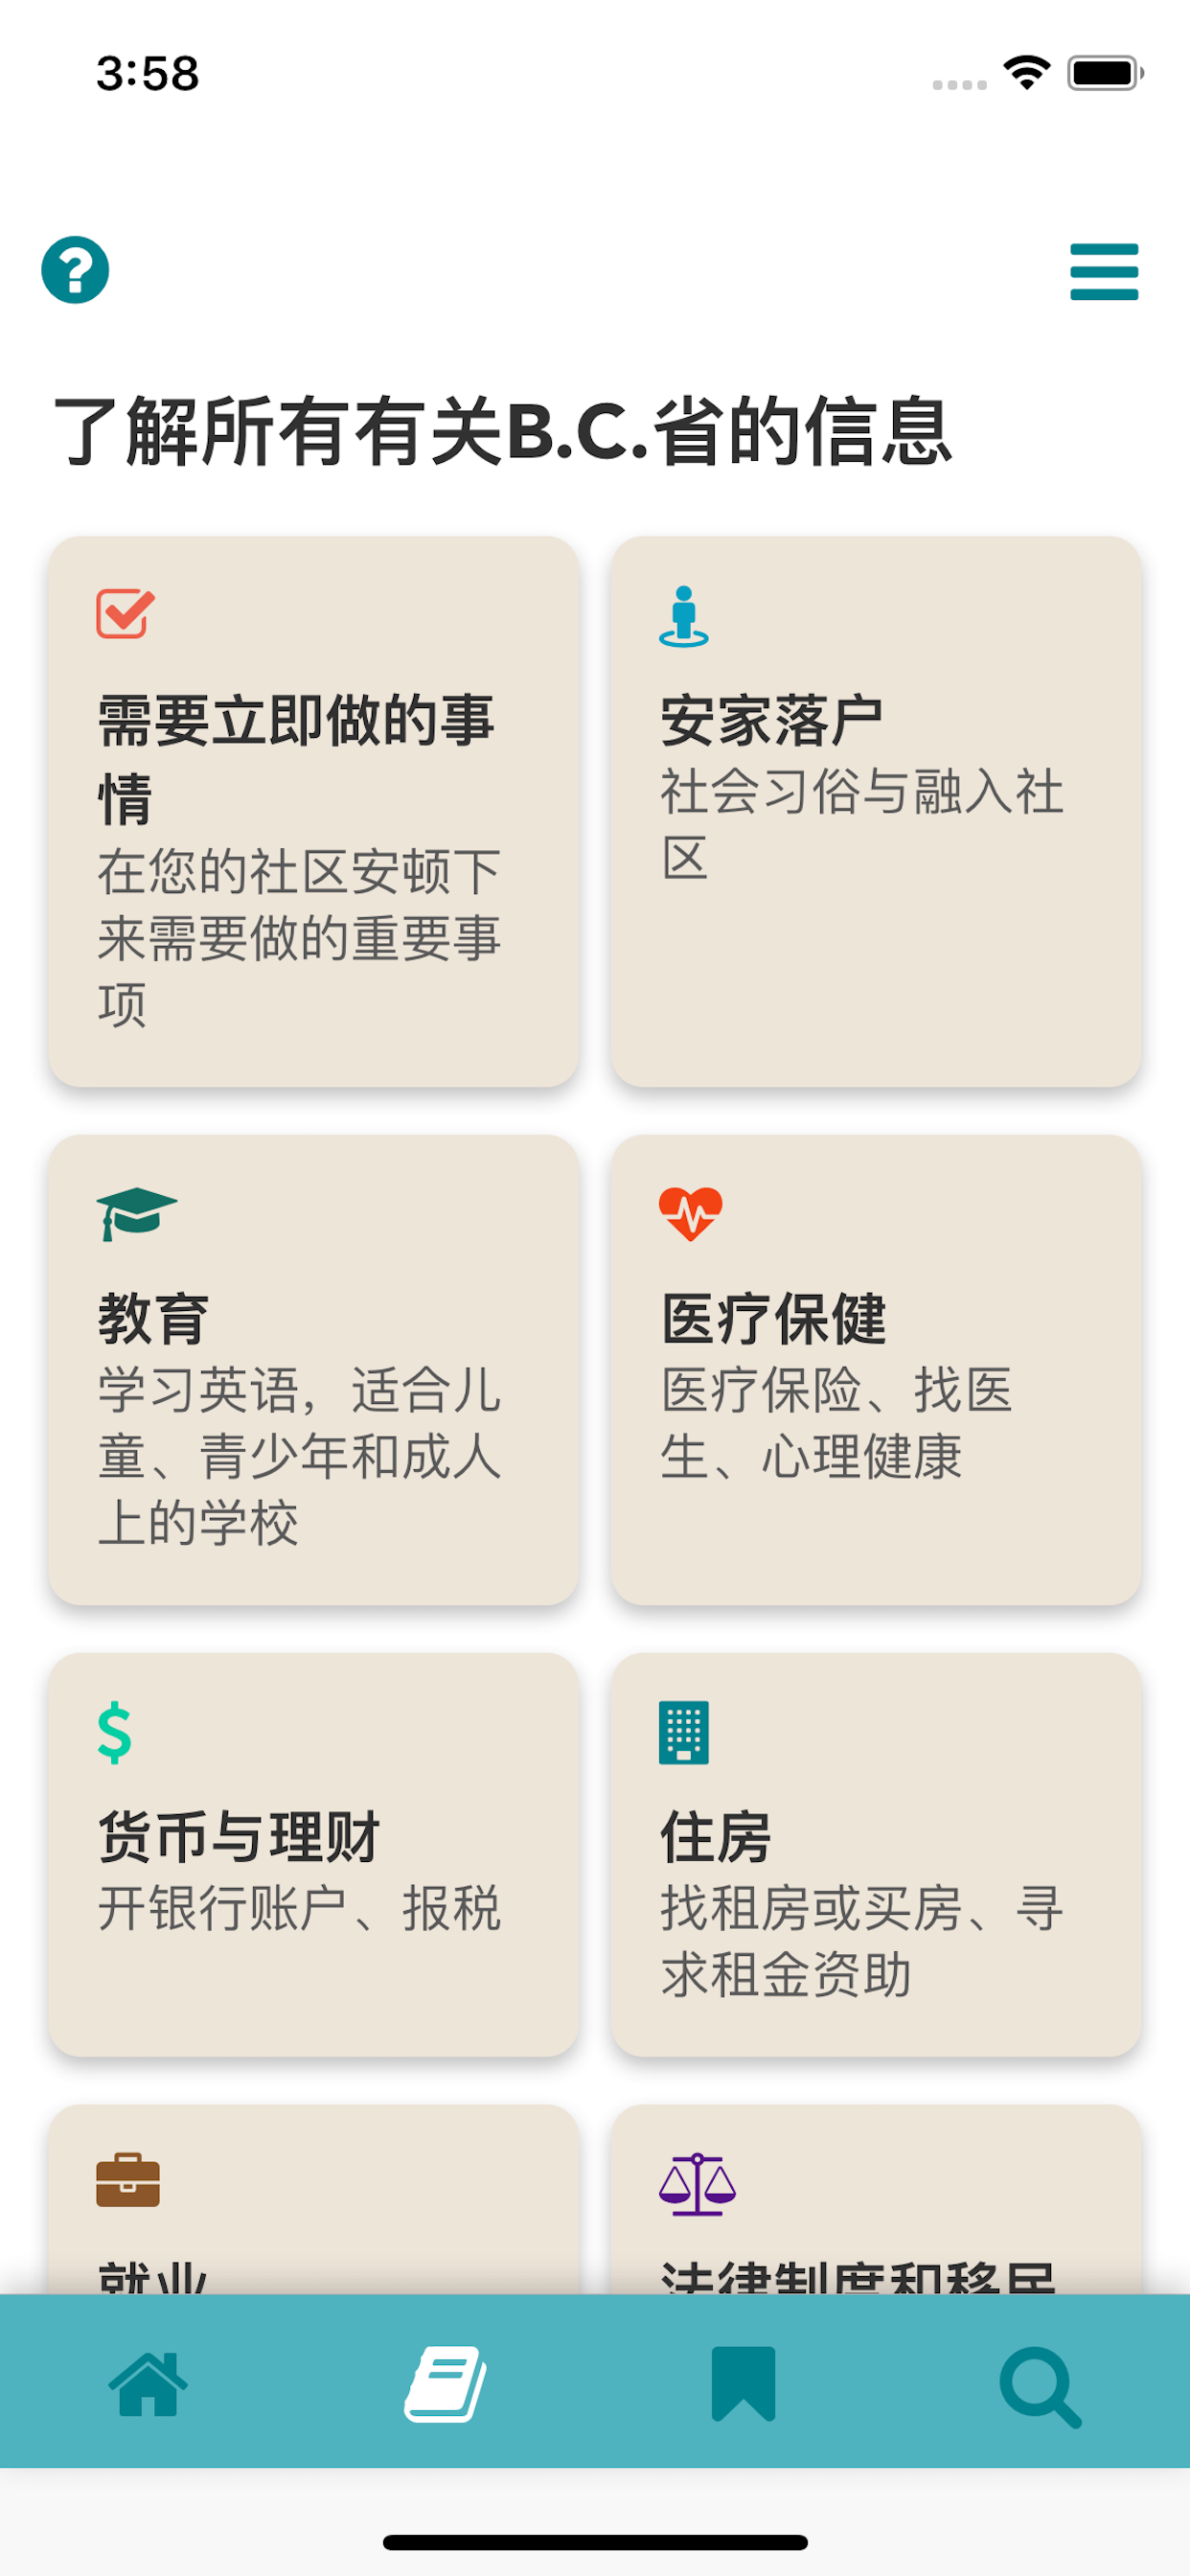 3:58
了解所有有关B.C.省的信息
需要立即做的事
情
在您的社区安顿下
来需要做的重要事
项
安家落户
社会习俗与融入社
区
教育
学习英语，适合儿
童、青少年和成人
上的学校
医疗保健
医疗保险、找医
生、心理健康
货币与理财
开银行账户、报税
住房
找租房或买房、寻
求租金资助
就业
法律制度和移民